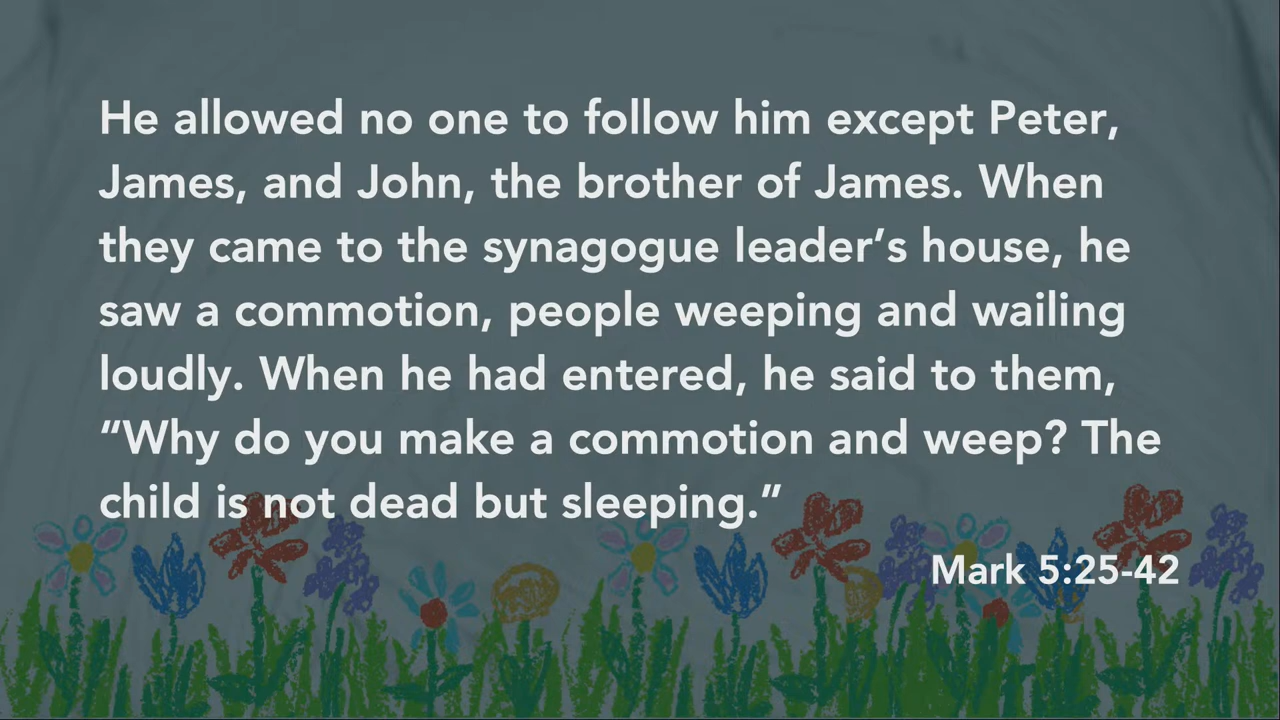 He allowed no one to follow him except Peter,
James, and John, the brother of James. When
they came to the synagogue leader’s house, he
saw a commotion, people weeping and wailing
loudly. When he had entered, he said to them,
“Why do you make a commotion and weep? The
child is not dead but sleeping.”
Mark 5:25-42